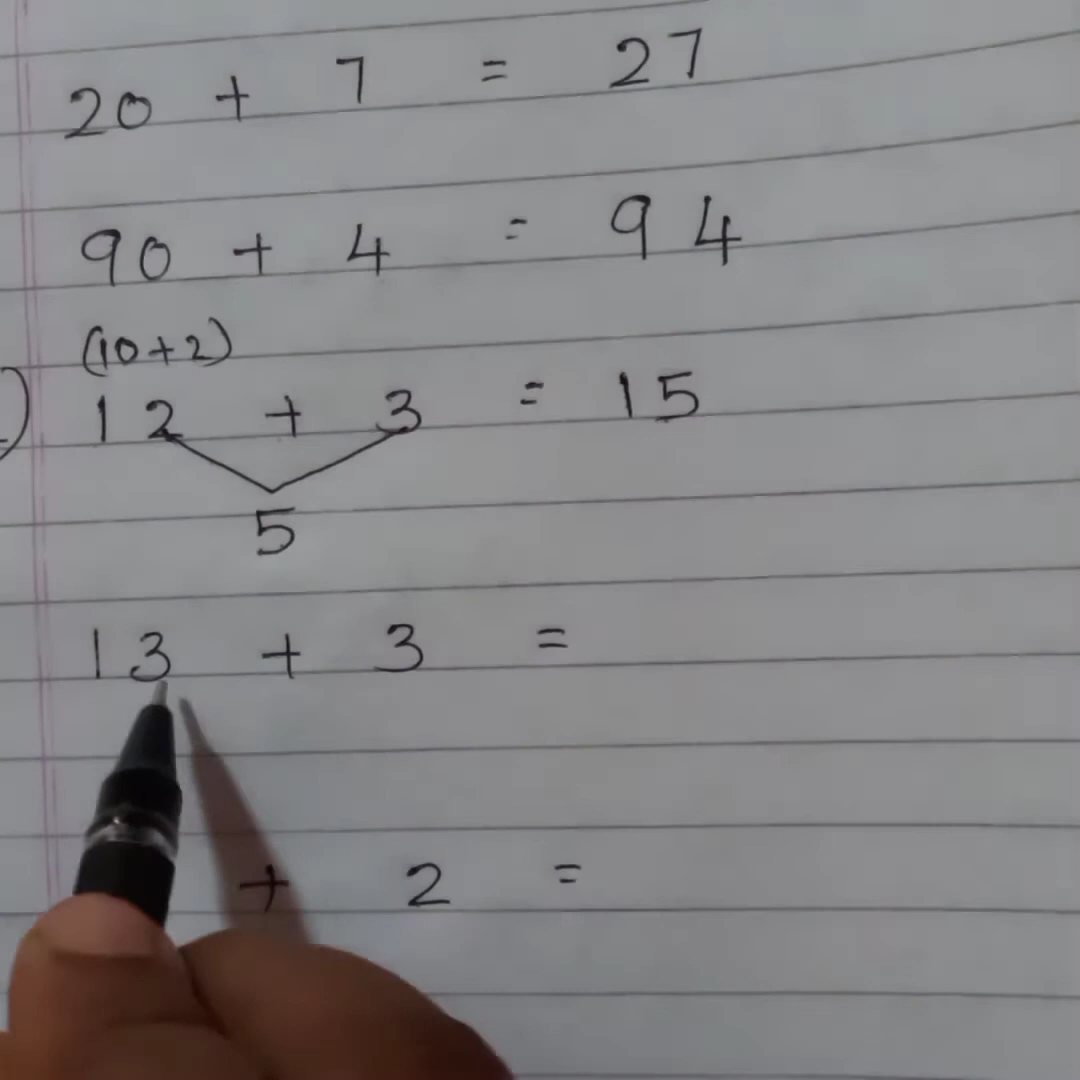 20 + 7 = 27
90 + 4 = 94
(10+2)
) 12 + 3 = 15
5
13 + 3 =
+ 2 =